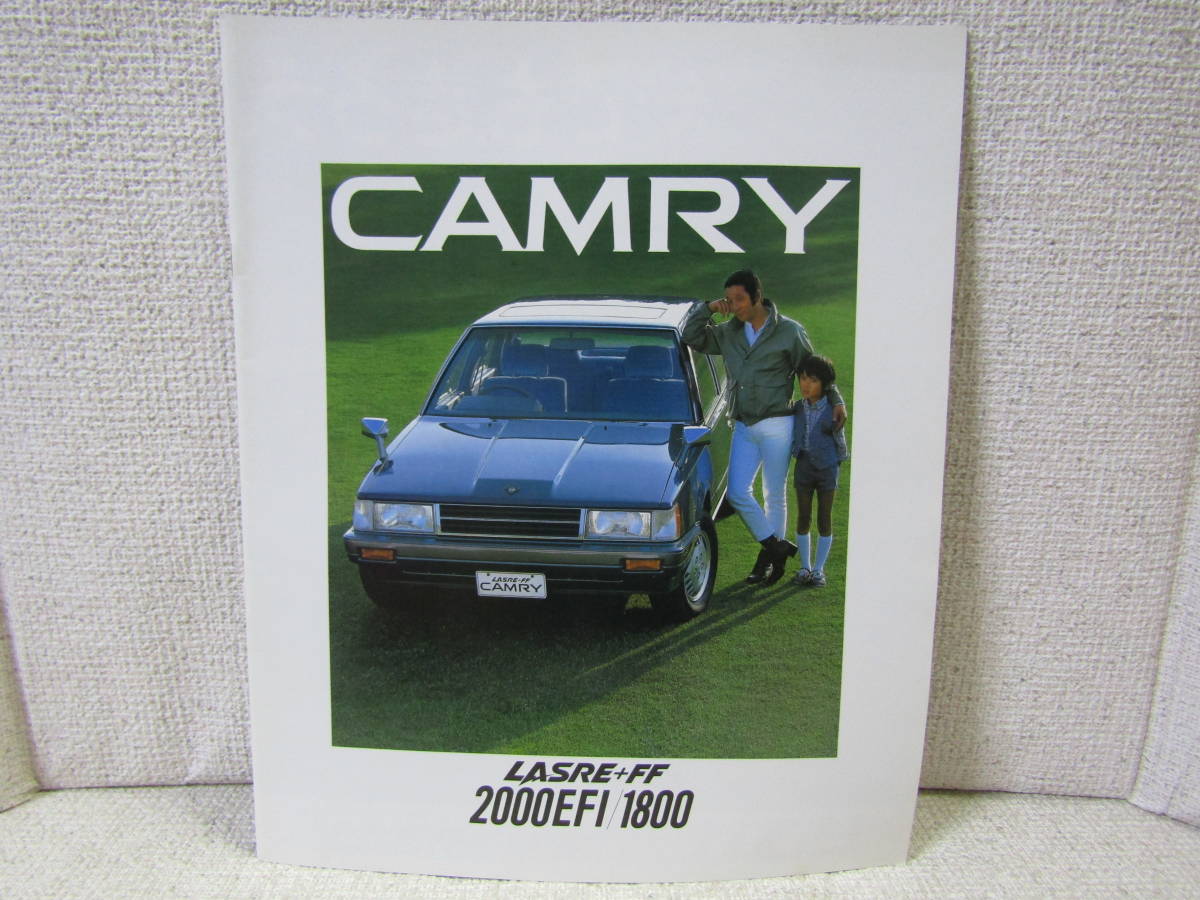 CAMRY
LASRE-FF
CAMRY
LASRE+FF
2000EFI/1800